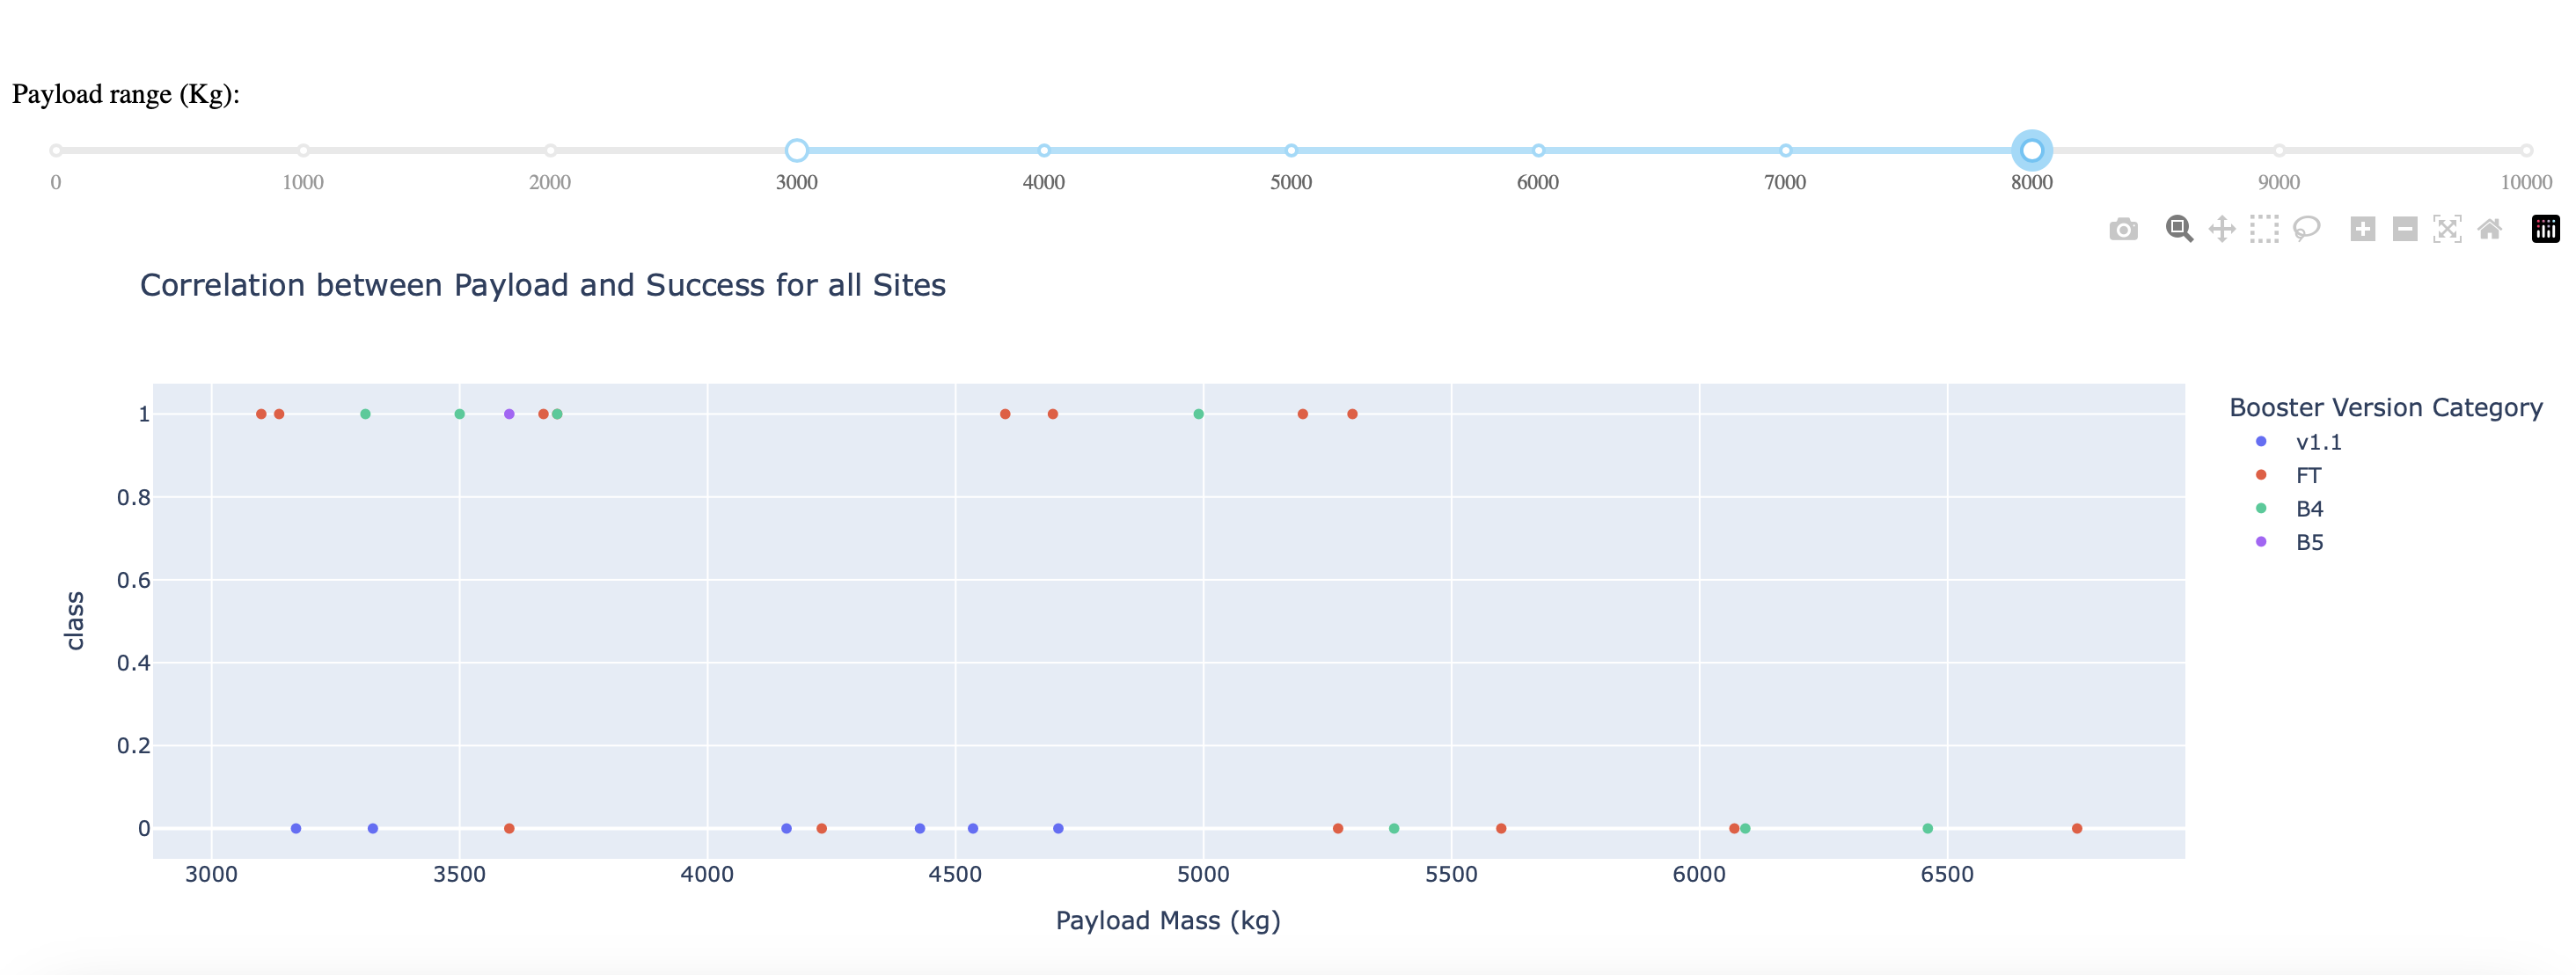 Payload range (Kg):
0 1000 2000 3000 4000 5000 6000 7000 8000 9000 10000
Correlation between Payload and Success for all Sites
1
0.8
0.6
0.4
0.2
0
class
3000 3500 4000 4500 5000 5500 6000 6500
Payload Mass (kg)
Booster Version Category
v1.1
FT
B4
B5